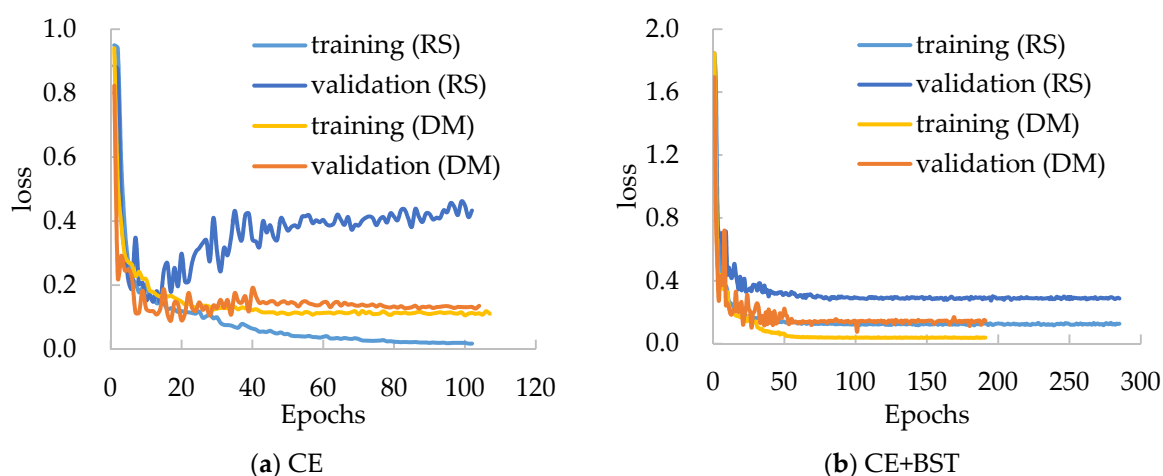 1.0
0.8
0.6
0.4
0.2
0.0
loss
training (RS)
validation (RS)
training (DM)
validation (DM)
0 20 40 60 80 100 120
Epochs
(a) CE
2.0
1.6
1.2
0.8
0.4
0.0
loss
training (RS)
validation (RS)
training (DM)
validation (DM)
0 50 100 150 200 250 300
Epochs
(b) CE+BST